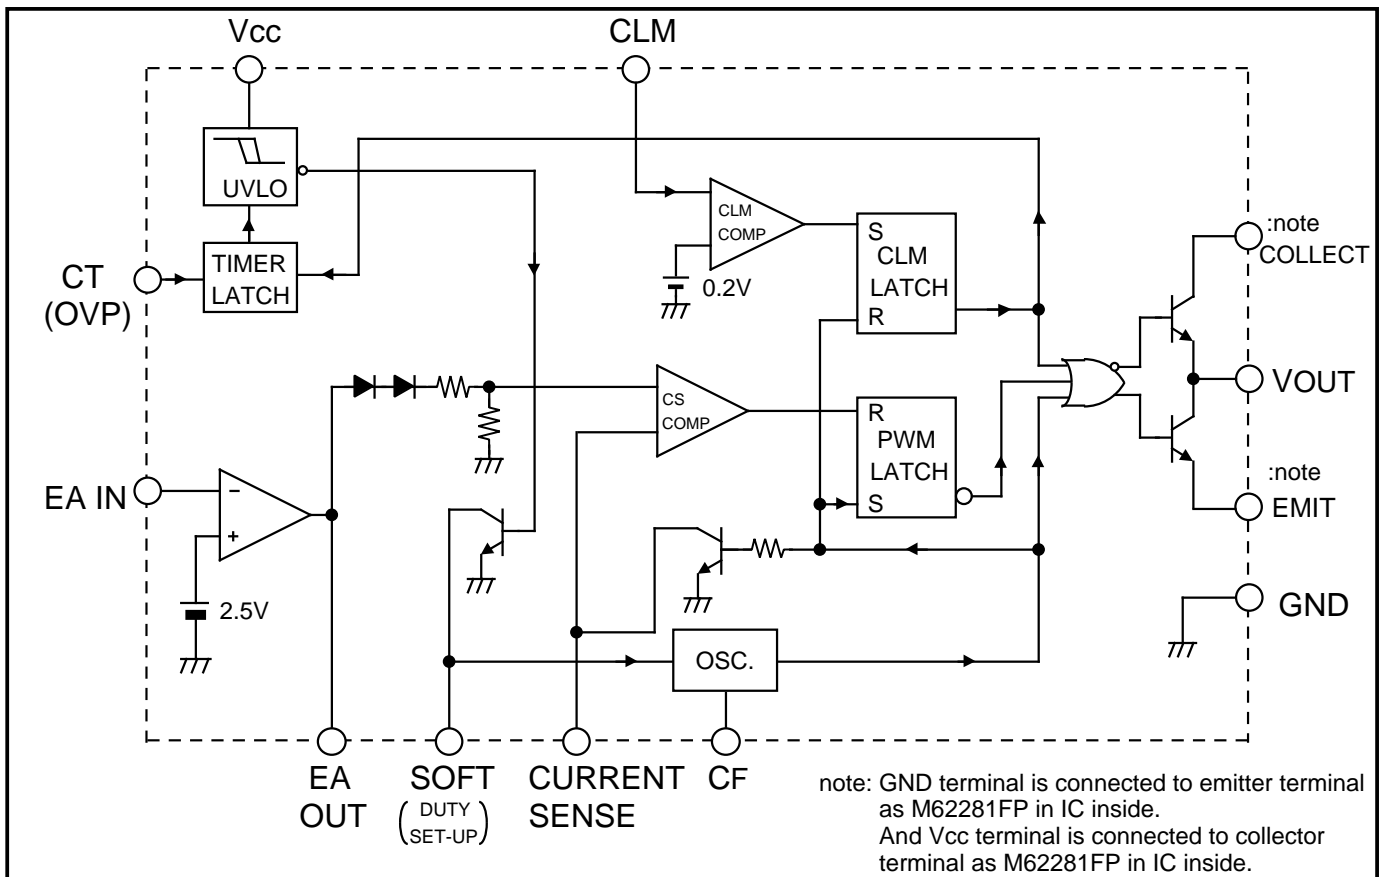 Vcc
CLM
UVLO
TIMER
LATCH
CT
(OVP)
CLM
COMP
0.2V
S
CLM
LATCH
R
:note
COLLECT
CS
COMP
R
PWM
LATCH
S
VOUT
EA IN
−
+
2.5V
:note
EMIT
GND
OSC.
EA
OUT
SOFT
(DUTY
SET-UP)
CURRENT
SENSE
CF
note: GND terminal is connected to emitter terminal
as M62281FP in IC inside.
And Vcc terminal is connected to collector
terminal as M62281FP in IC inside.